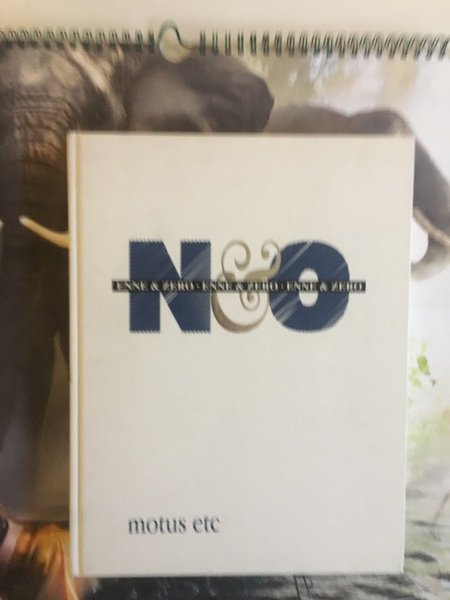 N&O
ENNE & ZERO · ENNE & ZERO · ENNE & ZERO
motus etc